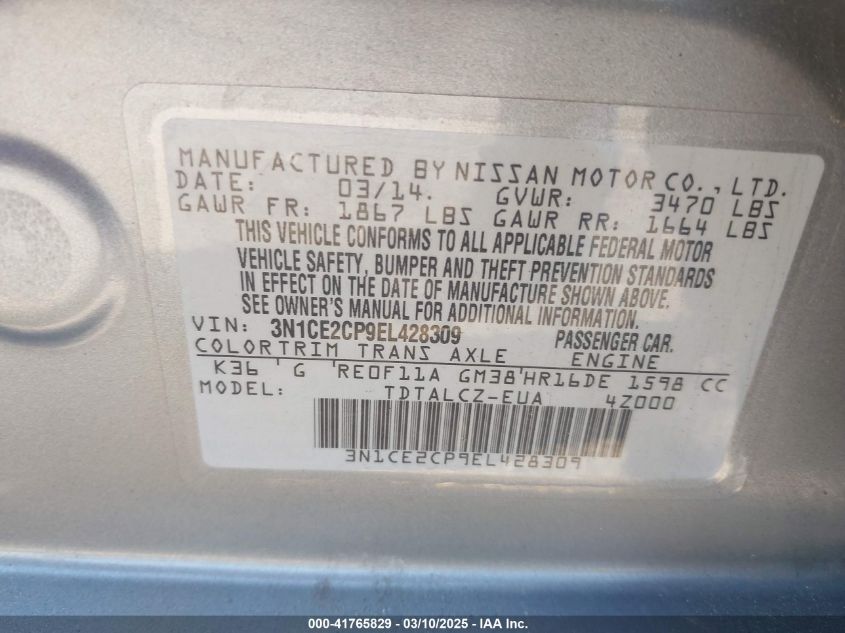 MANUFACTURED BY NISSAN MOTOR CO., LTD.
DATE: 03/14. GVWR: 3470 LBS
GAWR FR: 1867 LBS GAWR RR: 1664 LBS
THIS VEHICLE CONFORMS TO ALL APPLICABLE FEDERAL MOTOR
VEHICLE SAFETY, BUMPER AND THEFT PREVENTION STANDARDS
IN EFFECT ON THE DATE OF MANUFACTURE SHOWN ABOVE.
SEE OWNER'S MANUAL FOR ADDITIONAL INFORMATION.
VIN: 3N1CE2CP9EL428309 PASSENGER CAR.
COLORTRIM TRANS AXLE ENGINE
K36 'G 'RE0F11A GM38'HR16DE 1598 CC
MODEL: TDTALCZ-EUA 4Z000
3N1CE2CP9EL428309
000-41765829 - 03/10/2025 - IAA Inc.